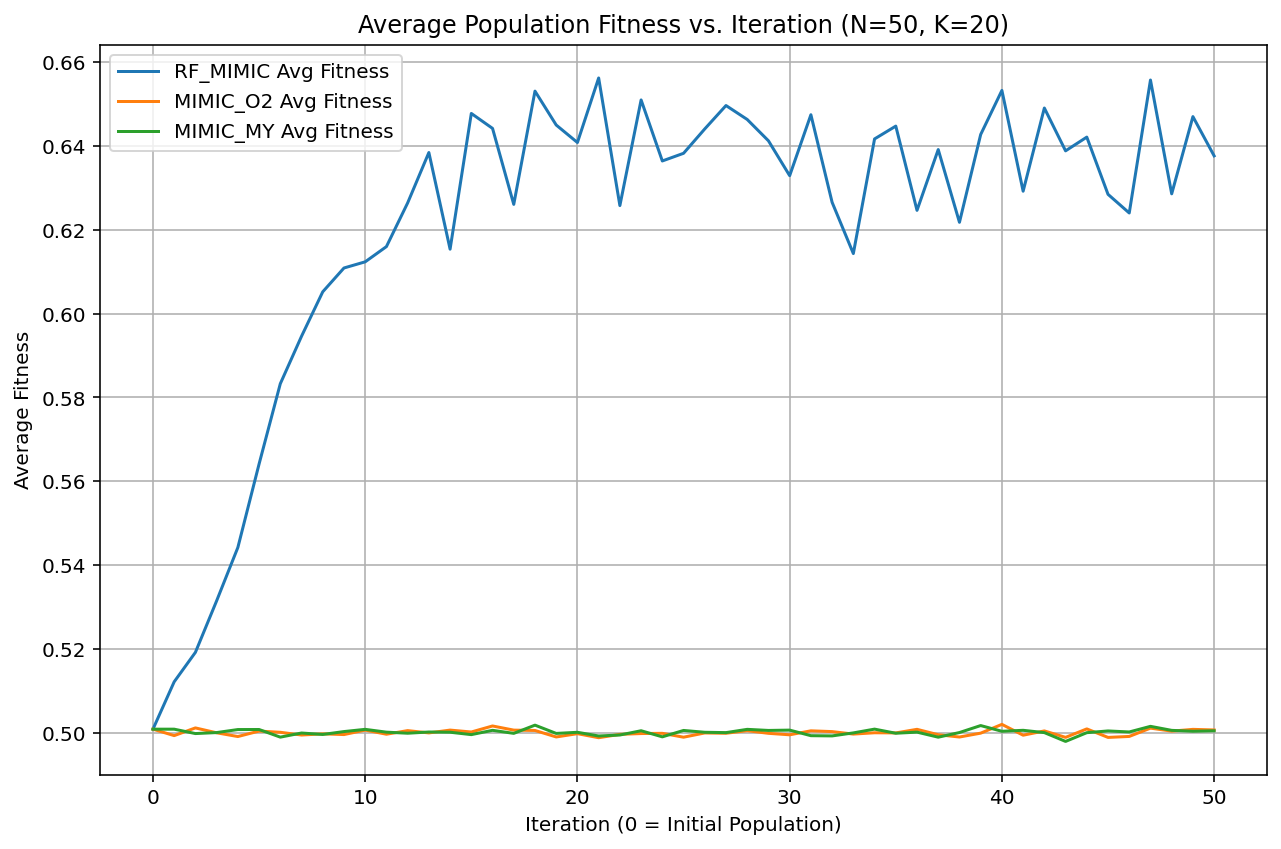 Average Population Fitness vs. Iteration (N=50, K=20)
RF_MIMIC Avg Fitness
MIMIC_O2 Avg Fitness
MIMIC_MY Avg Fitness
Average Fitness
0.66
0.64
0.62
0.60
0.58
0.56
0.54
0.52
0.50
0 10 20 30 40 50
Iteration (0 = Initial Population)